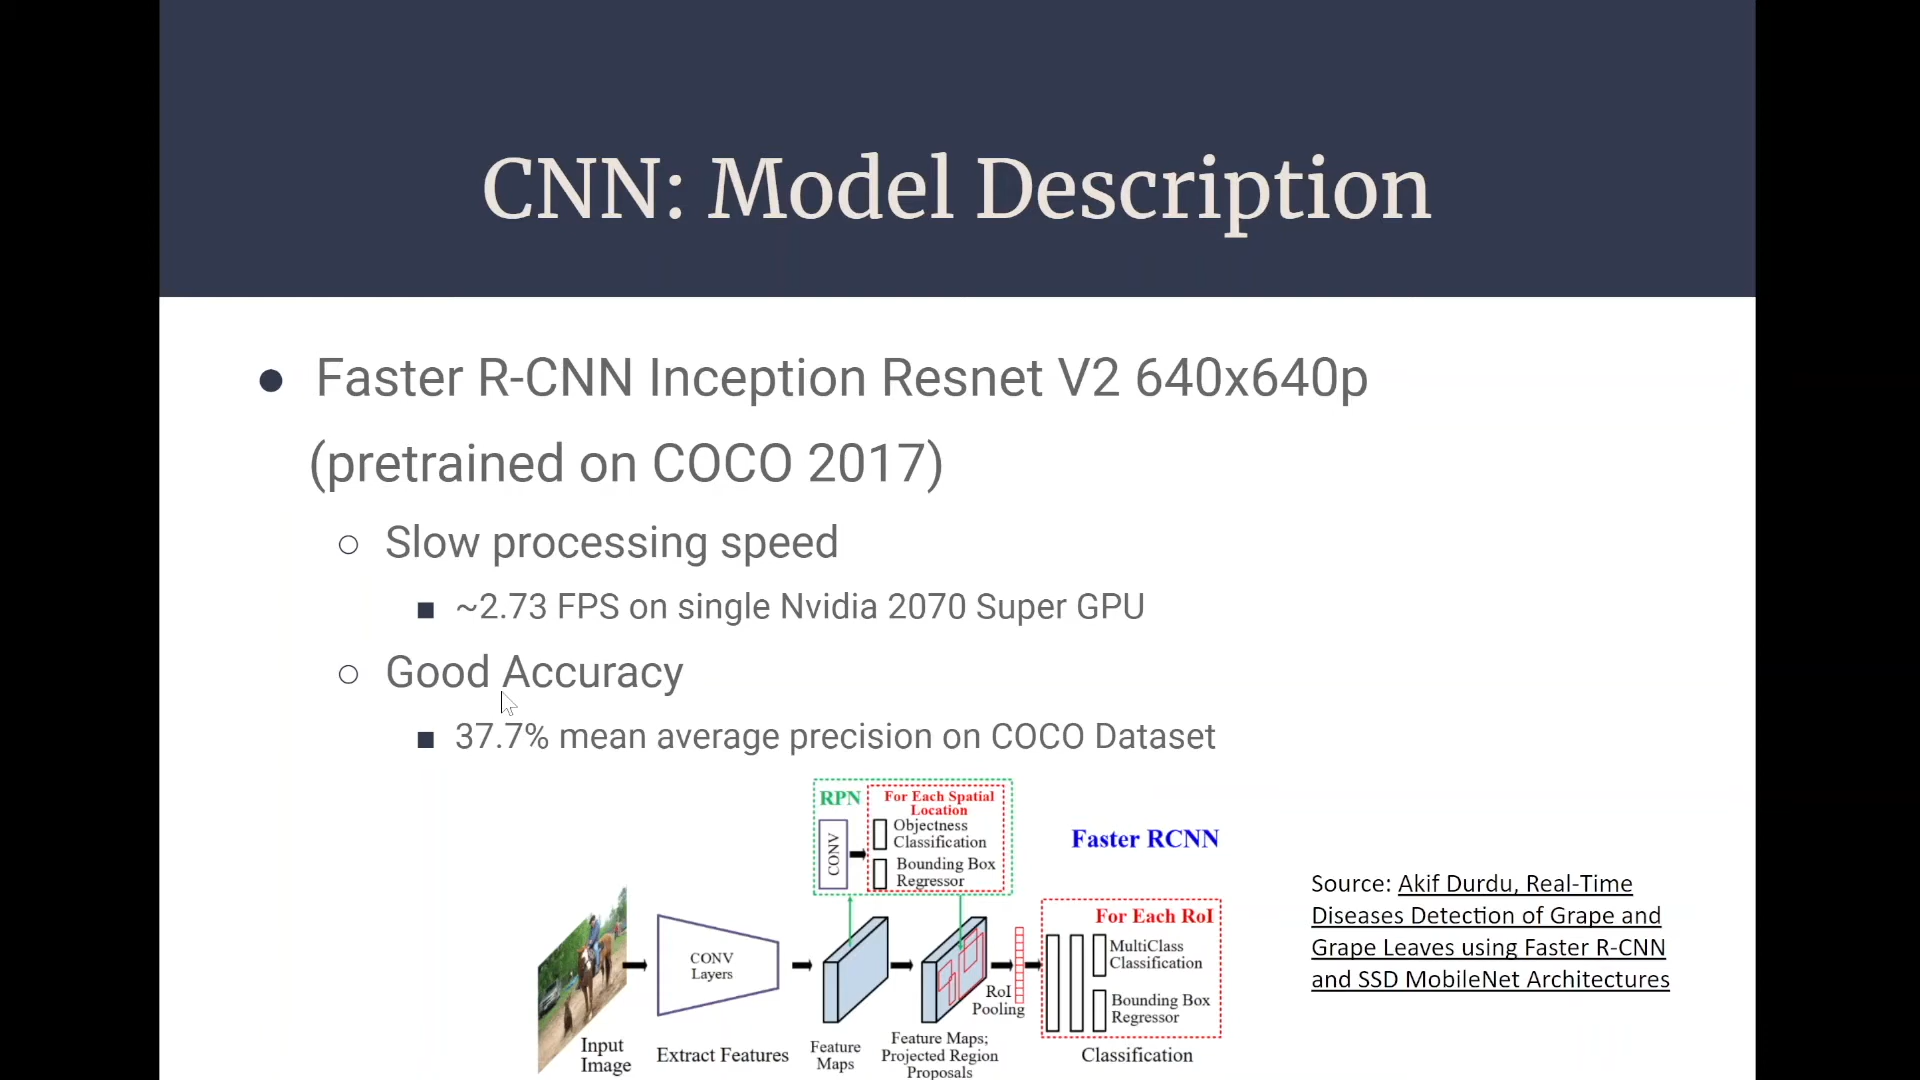 CNN: Model Description
Faster R-CNN Inception Resnet V2 640x640p
(pretrained on COCO 2017)
Slow processing speed
~2.73 FPS on single Nvidia 2070 Super GPU
Good Accuracy
37.7% mean average precision on COCO Dataset
RPN
For Each Spatial
Location
CONV
Objectness
Classification
Bounding Box
Regressor
Faster RCNN
CONV
Layers
RoI
Pooling
For Each RoI
MultiClass
Classification
Bounding Box
Regressor
Input
Image
Extract Features
Feature
Maps
Feature Maps;
Projected Region
Proposals
Classification
Source: Akif Durdu, Real-Time
Diseases Detection of Grape and
Grape Leaves using Faster R-CNN
and SSD MobileNet Architectures